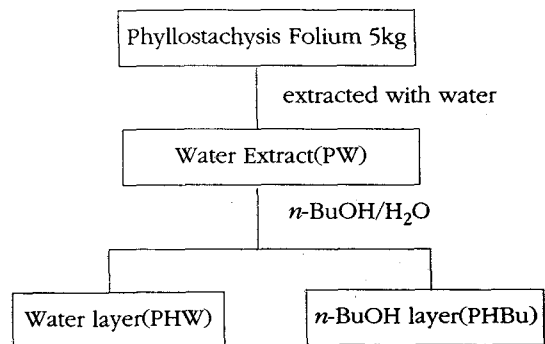 Phyllostachysis Folium 5kg
extracted with water
Water Extract(PW)
n-BuOH/H₂O
Water layer(PHW)
n-BuOH layer(PHBu)